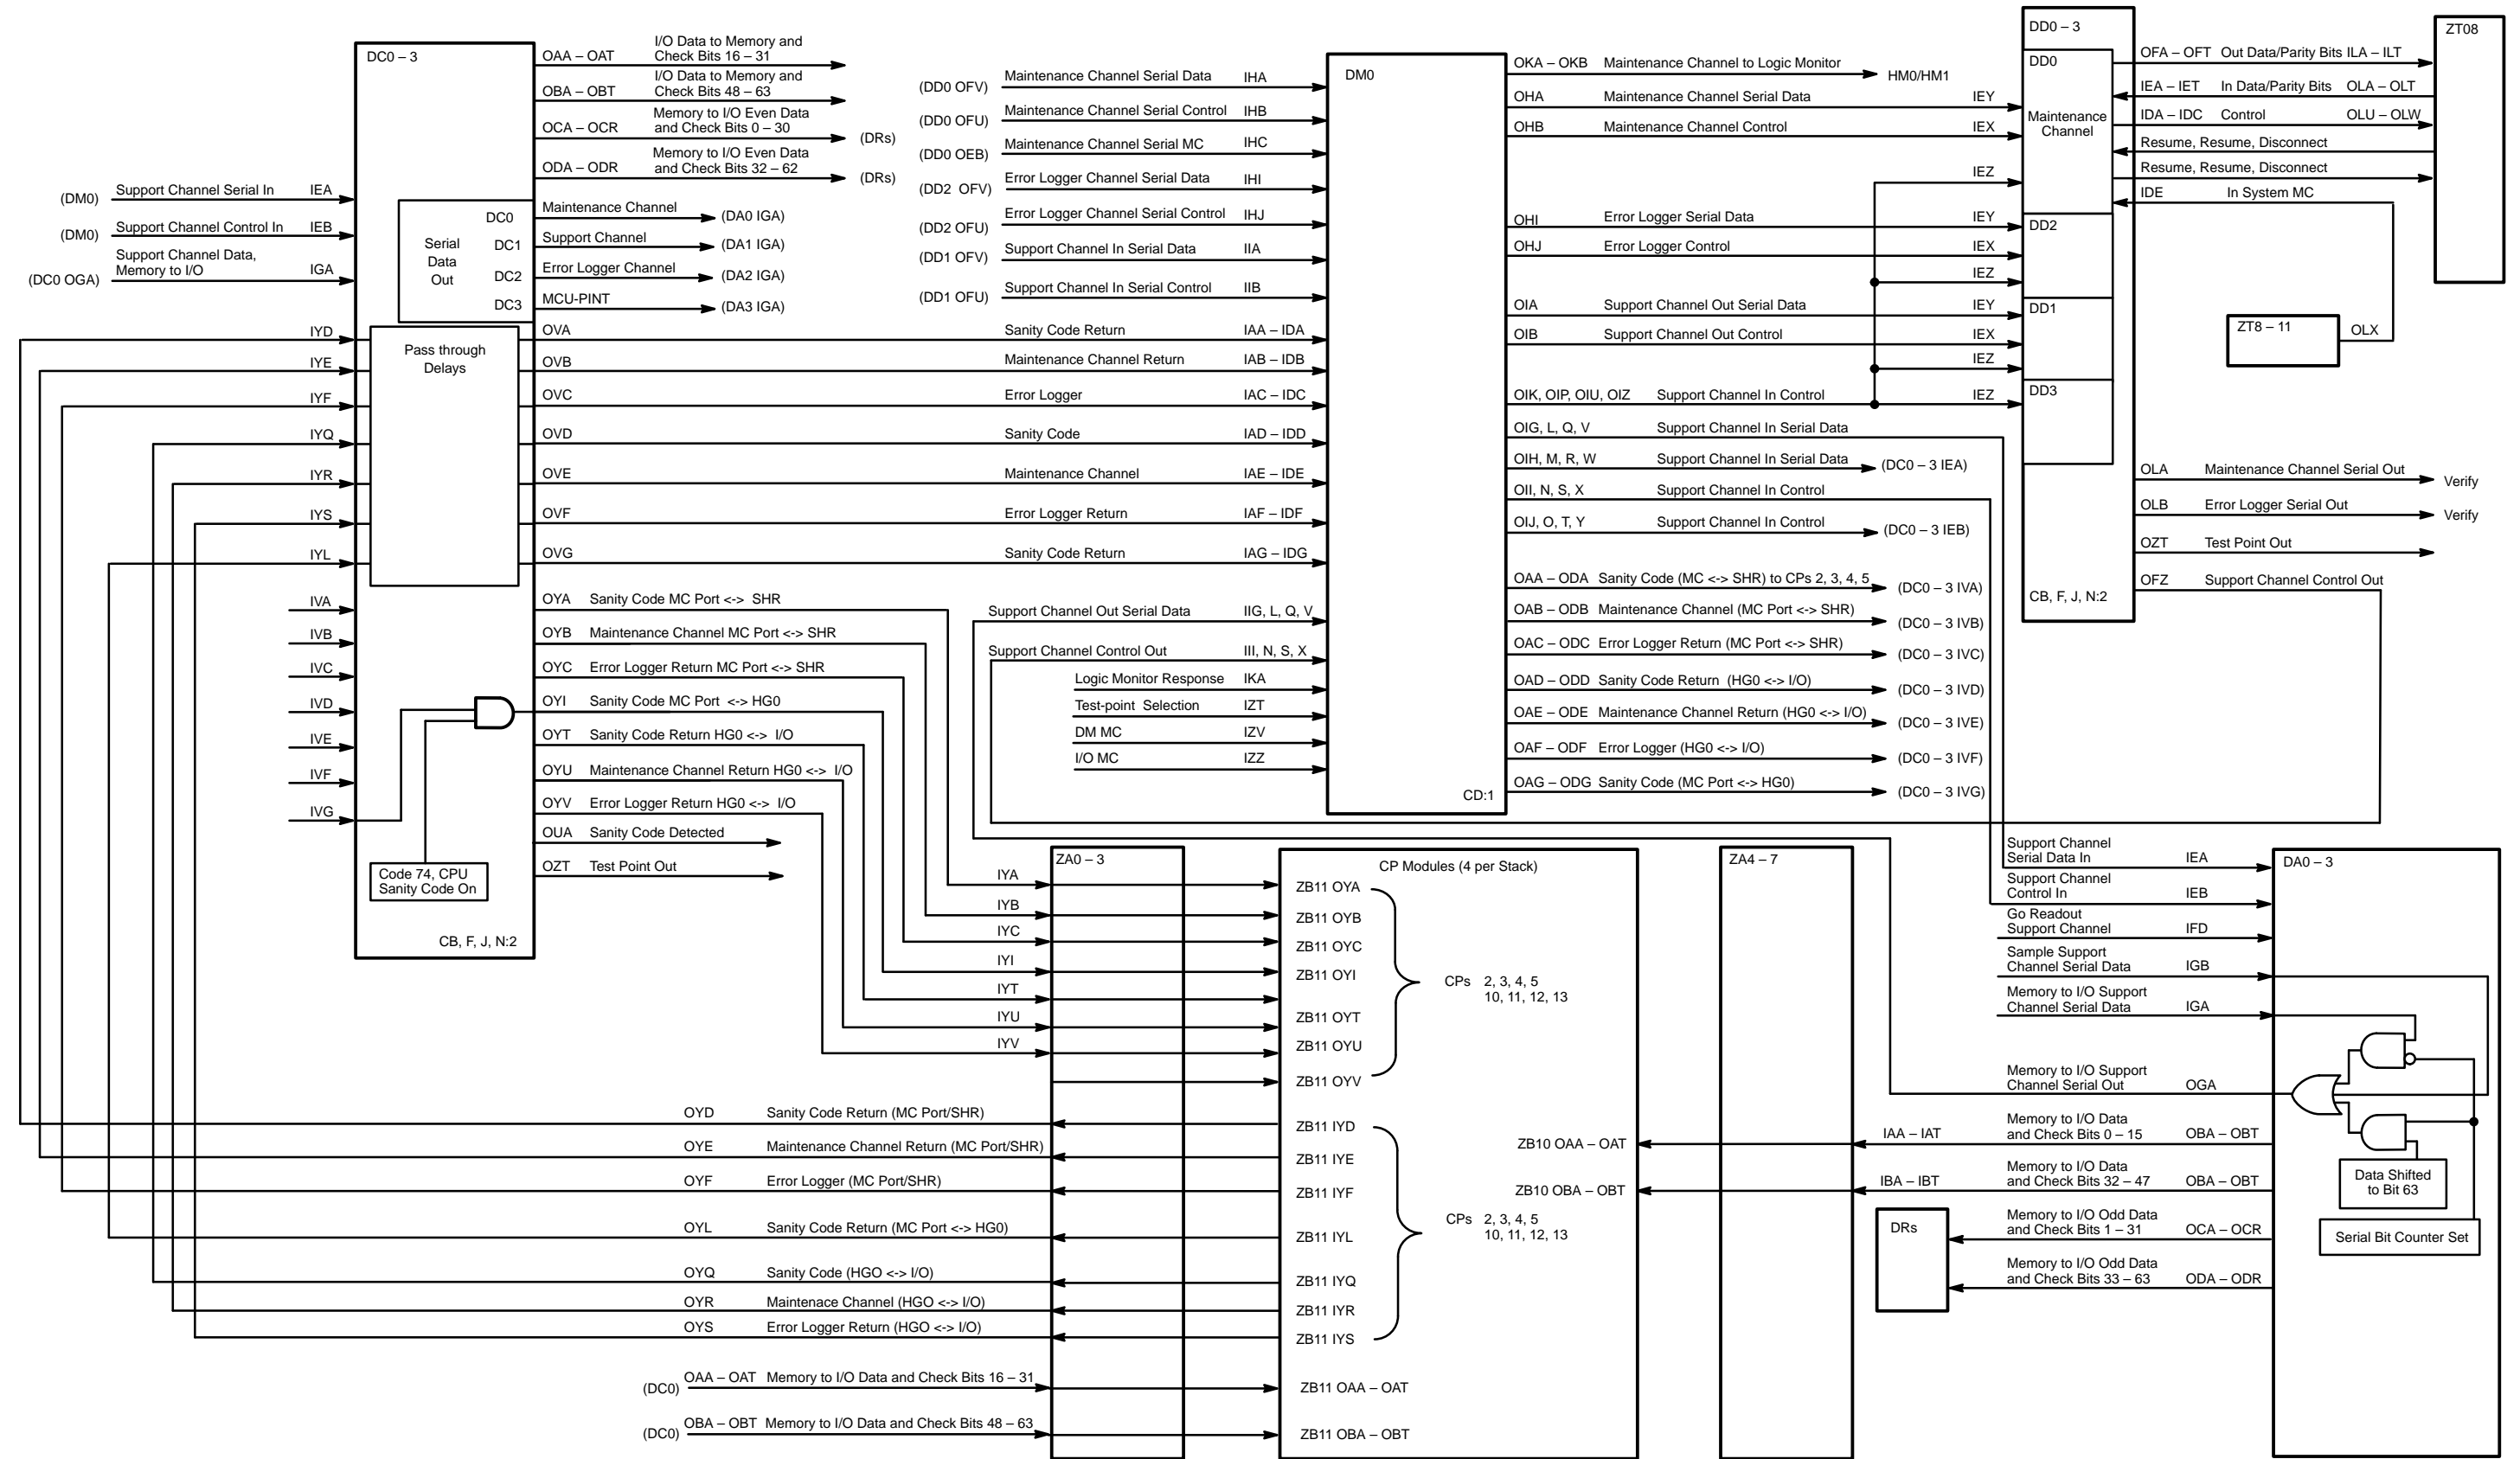 DC0 – 3
OAA – OAT
I/O Data to Memory and
Check Bits 16 – 31
OBA – OBT
I/O Data to Memory and
Check Bits 48 – 63
OCA – OCR
Memory to I/O Even Data
and Check Bits 0 – 30
(DRs)
ODA – ODR
Memory to I/O Even Data
and Check Bits 32 – 62
(DRs)
(DM0) Support Channel Serial In IEA
(DM0) Support Channel Control In IEB
Support Channel Data,
Memory to I/O
(DC0 OGA) IGA
Serial
Data
Out
DC0 Maintenance Channel (DA0 IGA)
DC1 Support Channel (DA1 IGA)
DC2 Error Logger Channel (DA2 IGA)
DC3 MCU-PINT (DA3 IGA)
Pass through
Delays
IYD
IYE
IYF
IYQ
IYR
IYS
IYL
IVA
IVB
IVC
IVD
IVE
IVF
IVG
Code 74, CPU
Sanity Code On
CB, F, J, N:2
OVA Sanity Code Return IAA – IDA
OVB Maintenance Channel Return IAB – IDB
OVC Error Logger IAC – IDC
OVD Sanity Code IAD – IDD
OVE Maintenance Channel IAE – IDE
OVF Error Logger Return IAF – IDF
OVG Sanity Code Return IAG – IDG
OYA Sanity Code MC Port <-> SHR
OYB Maintenance Channel MC Port <-> SHR
OYC Error Logger Return MC Port <-> SHR
OYI Sanity Code MC Port <-> HG0
OYT Sanity Code Return HG0 <-> I/O
OYU Maintenance Channel Return HG0 <-> I/O
OYV Error Logger Return HG0 <-> I/O
OUA Sanity Code Detected
OZT Test Point Out
(DD0 OFV) Maintenance Channel Serial Data IHA
(DD0 OFU) Maintenance Channel Serial Control IHB
(DD0 OEB) Maintenance Channel Serial MC IHC
(DD2 OFV) Error Logger Channel Serial Data IHI
(DD2 OFU) Error Logger Channel Serial Control IHJ
(DD1 OFV) Support Channel In Serial Data IIA
(DD1 OFU) Support Channel In Serial Control IIB
Support Channel Out Serial Data IIG, L, Q, V
Support Channel Control Out III, N, S, X
Logic Monitor Response IKA
Test-point Selection IZT
DM MC IZV
I/O MC IZZ
DM0
CD:1
OKA – OKB Maintenance Channel to Logic Monitor HM0/HM1
OHA Maintenance Channel Serial Data IEY
OHB Maintenance Channel Control IEX
IEZ
OHI Error Logger Serial Data IEY
OHJ Error Logger Control IEX
IEZ
OIA Support Channel Out Serial Data IEY
OIB Support Channel Out Control IEX
IEZ
OIK, OIP, OIU, OIZ Support Channel In Control IEZ
OIG, L, Q, V Support Channel In Serial Data
OIH, M, R, W Support Channel In Serial Data (DC0 – 3 IEA)
OII, N, S, X Support Channel In Control
OIJ, O, T, Y Support Channel In Control (DC0 – 3 IEB)
OAA – ODA Sanity Code (MC <-> SHR) to CPs 2, 3, 4, 5 (DC0 – 3 IVA)
OAB – ODB Maintenance Channel (MC Port <-> SHR) (DC0 – 3 IVB)
OAC – ODC Error Logger Return (MC Port <-> SHR) (DC0 – 3 IVC)
OAD – ODD Sanity Code Return (HG0 <-> I/O) (DC0 – 3 IVD)
OAE – ODE Maintenance Channel Return (HG0 <-> I/O) (DC0 – 3 IVE)
OAF – ODF Error Logger (HG0 <-> I/O) (DC0 – 3 IVF)
OAG – ODG Sanity Code (MC Port <-> HG0) (DC0 – 3 IVG)
DD0 – 3
DD0
Maintenance
Channel
DD2
DD1
DD3
CB, F, J, N:2
OFA – OFT Out Data/Parity Bits ILA – ILT
IEA – IET In Data/Parity Bits OLA – OLT
IDA – IDC Control OLU – OLW
Resume, Resume, Disconnect
Resume, Resume, Disconnect
IDE In System MC
ZT08
ZT8 – 11 OLX
OLA Maintenance Channel Serial Out Verify
OLB Error Logger Serial Out Verify
OZT Test Point Out
OFZ Support Channel Control Out
ZA0 – 3
IYA
IYB
IYC
IYI
IYT
IYU
IYV
CP Modules (4 per Stack)
ZB11 OYA
ZB11 OYB
ZB11 OYC
ZB11 OYI
ZB11 OYT
ZB11 OYU
ZB11 OYV
CPs 2, 3, 4, 5
10, 11, 12, 13
OYD Sanity Code Return (MC Port/SHR) ZB11 IYD
OYE Maintenance Channel Return (MC Port/SHR) ZB11 IYE
OYF Error Logger (MC Port/SHR) ZB11 IYF
OYL Sanity Code Return (MC Port <-> HG0) ZB11 IYL
OYQ Sanity Code (HGO <-> I/O) ZB11 IYQ
OYR Maintenace Channel (HGO <-> I/O) ZB11 IYR
OYS Error Logger Return (HGO <-> I/O) ZB11 IYS
CPs 2, 3, 4, 5
10, 11, 12, 13
(DC0) OAA – OAT Memory to I/O Data and Check Bits 16 – 31 ZB11 OAA – OAT
(DC0) OBA – OBT Memory to I/O Data and Check Bits 48 – 63 ZB11 OBA – OBT
ZB10 OAA – OAT
ZB10 OBA – OBT
ZA4 – 7
DA0 – 3
Support Channel
Serial Data In IEA
Support Channel
Control In IEB
Go Readout
Support Channel IFD
Sample Support
Channel Serial Data IGB
Memory to I/O Support
Channel Serial Data IGA
Memory to I/O Support
Channel Serial Out OGA
IAA – IAT
Memory to I/O Data
and Check Bits 0 – 15 OBA – OBT
IBA – IBT
Memory to I/O Data
and Check Bits 32 – 47 OBA – OBT
DRs
Memory to I/O Odd Data
and Check Bits 1 – 31 OCA – OCR
Memory to I/O Odd Data
and Check Bits 33 – 63 ODA – ODR
Data Shifted
to Bit 63
Serial Bit Counter Set